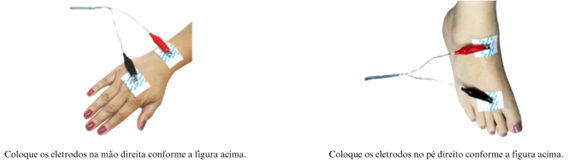 Coloque os eletrodos na mão direita conforme a figura acima.
Coloque os eletrodos no pé direito conforme a figura acima.